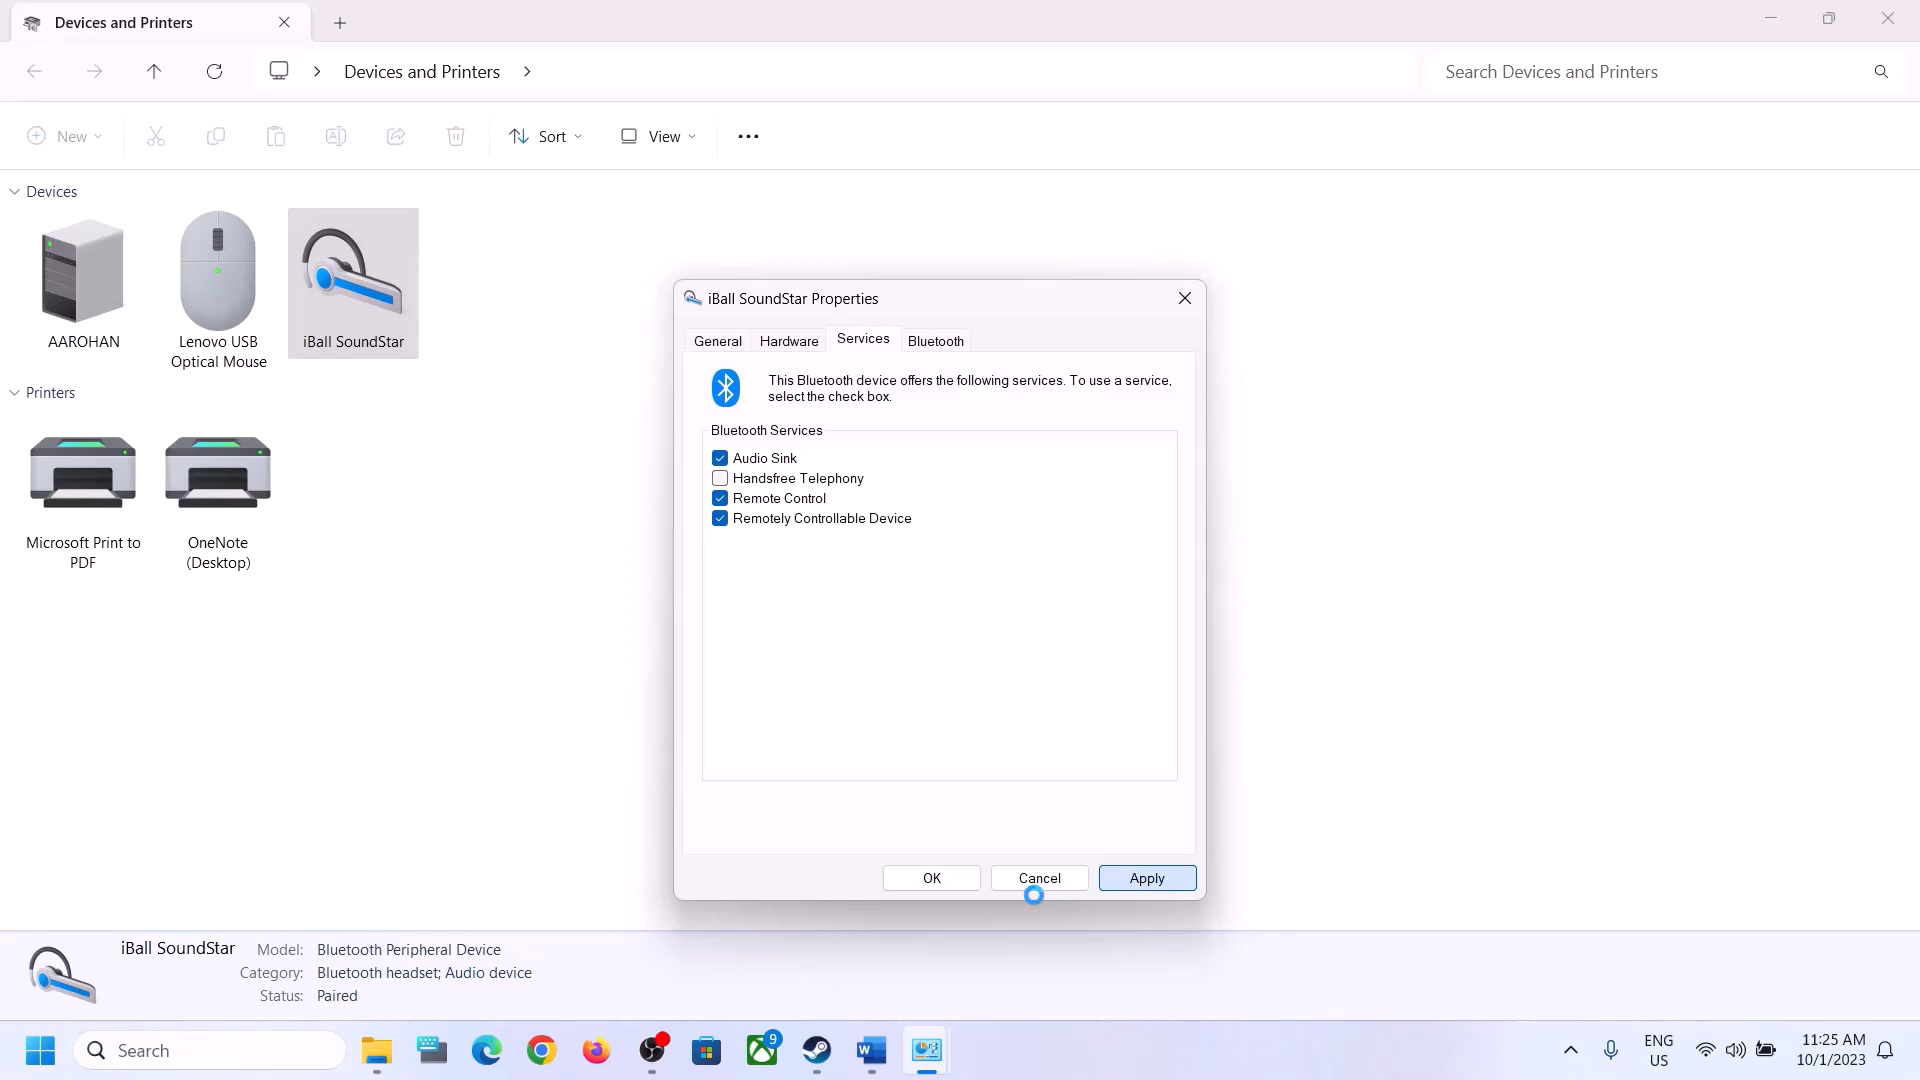 Devices and Printers
Devices and Printers
Search Devices and Printers
New
Sort
View
Devices
AAROHAN
Lenovo USB
Optical Mouse
iBall SoundStar
Printers
Microsoft Print to
PDF
OneNote
(Desktop)
iBall SoundStar Properties
General
Hardware
Services
Bluetooth
This Bluetooth device offers the following services. To use a service,
select the check box.
Bluetooth Services
Audio Sink
Handsfree Telephony
Remote Control
Remotely Controllable Device
OK
Cancel
Apply
iBall SoundStar
Model: Bluetooth Peripheral Device
Category: Bluetooth headset; Audio device
Status: Paired
Search
9
ENG
US
11:25 AM
10/1/2023